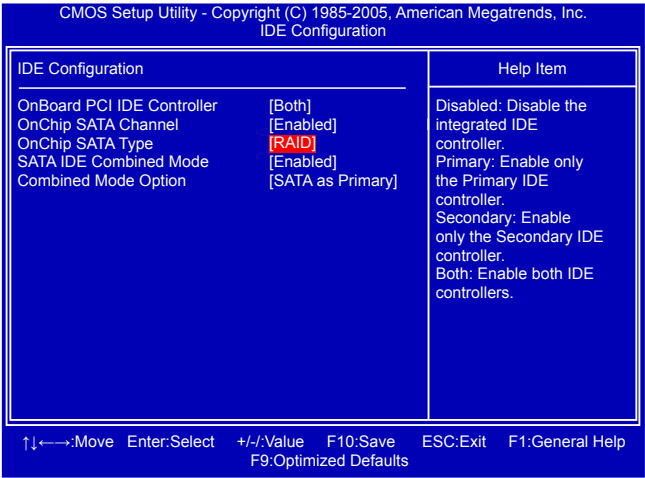 CMOS Setup Utility - Copyright (C) 1985-2005, American Megatrends, Inc.
IDE Configuration
IDE Configuration
OnBoard PCI IDE Controller [Both]
OnChip SATA Channel [Enabled]
OnChip SATA Type [RAID]
SATA IDE Combined Mode [Enabled]
Combined Mode Option [SATA as Primary]
Help Item
Disabled: Disable the
integrated IDE
controller.
Primary: Enable only
the Primary IDE
controller.
Secondary: Enable
only the Secondary IDE
controller.
Both: Enable both IDE
controllers.
↑↓←→:Move Enter:Select +/-/:Value F10:Save ESC:Exit F1:General Help
F9:Optimized Defaults